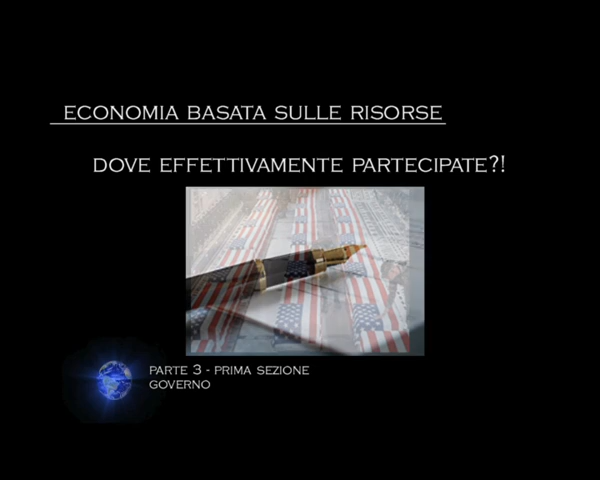 ECONOMIA BASATA SULLE RISORSE
DOVE EFFETTIVAMENTE PARTECIPATE?!
PARTE 3 - PRIMA SEZIONE
GOVERNO